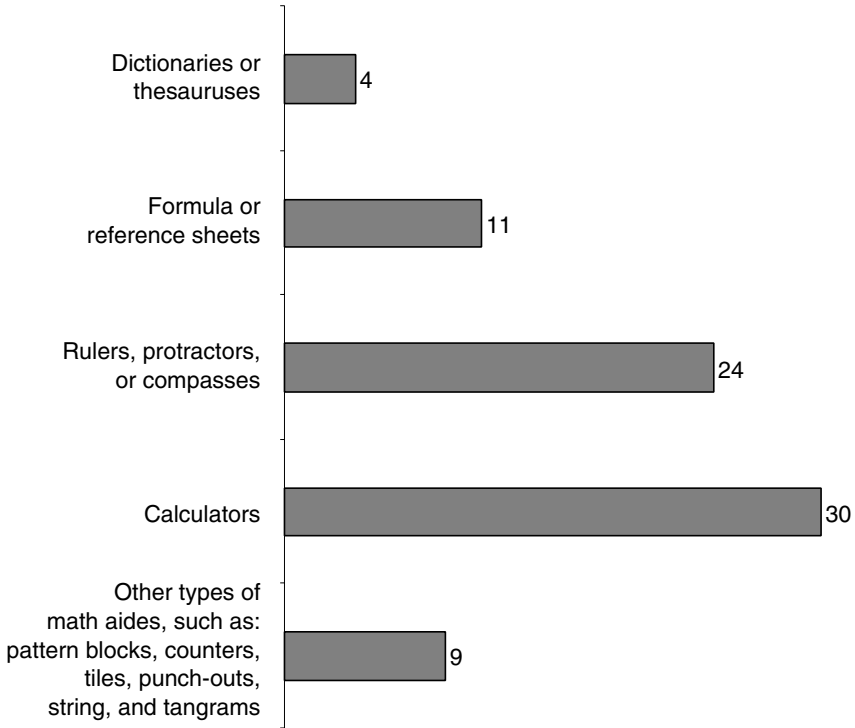 Dictionaries or
thesauruses
4
Formula or
reference sheets
11
Rulers, protractors,
or compasses
24
Calculators
30
Other types of
math aides, such as:
pattern blocks, counters,
tiles, punch-outs,
string, and tangrams
9